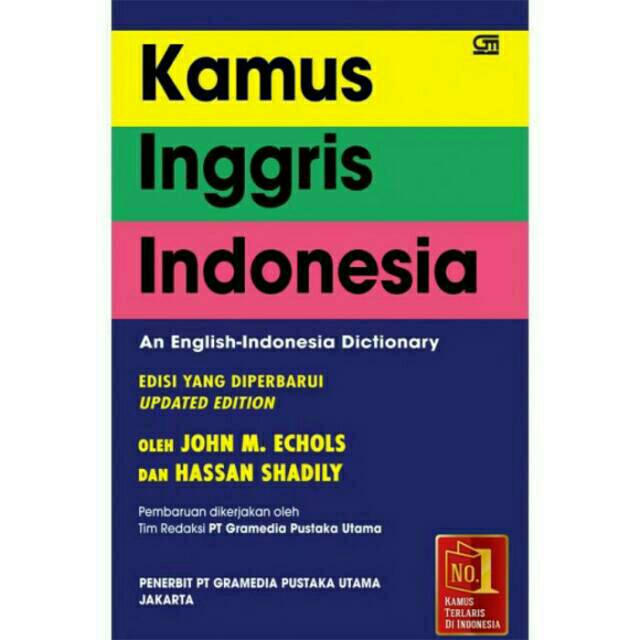 GM
Kamus
Inggris
Indonesia
An English-Indonesia Dictionary
EDISI YANG DIPERBARUI
UPDATED EDITION
OLEH JOHN M. ECHOLS
DAN HASSAN SHADILY
Pembaruan dikerjakan oleh
Tim Redaksi PT Gramedia Pustaka Utama
PENERBIT PT GRAMEDIA PUSTAKA UTAMA
JAKARTA
NO.1
KAMUS
TERLARIS
DI INDONESIA